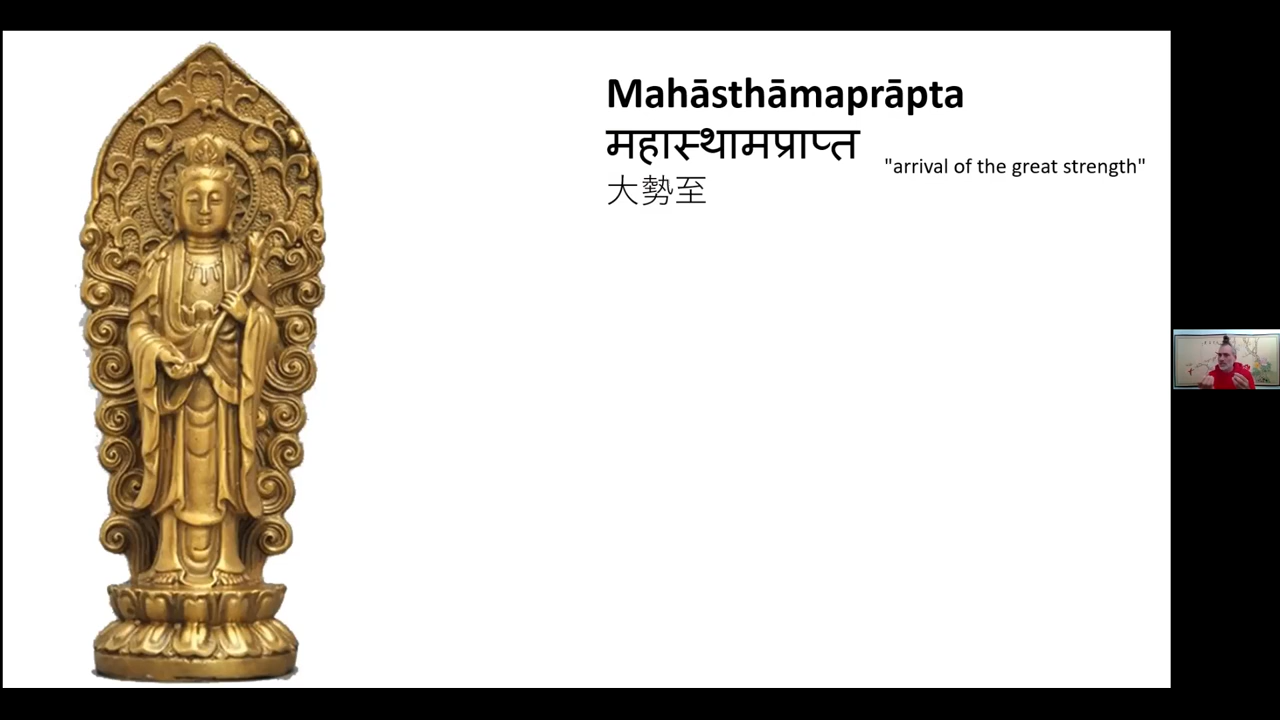 Mahāsthāmaprāpta
महास्थामप्राप्त
"arrival of the great strength"
大勢至